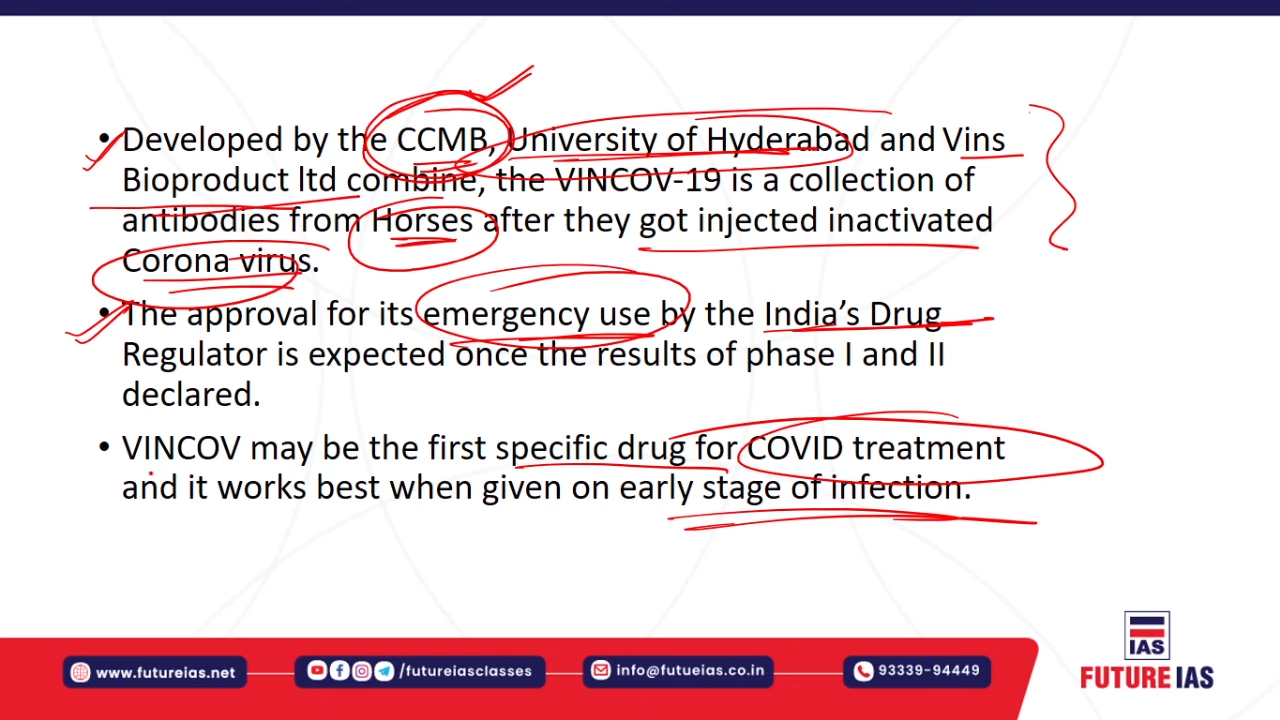 • Developed by the CCMB, University of Hyderabad and Vins
Bioproduct ltd combine, the VINCOV-19 is a collection of
antibodies from Horses after they got injected inactivated
Corona virus.
• The approval for its emergency use by the India’s Drug
Regulator is expected once the results of phase I and II
declared.
• VINCOV may be the first specific drug for COVID treatment
and it works best when given on early stage of infection.
IAS
FUTURE IAS
www.futureias.net
/futureiasclasses
info@futueias.co.in
93339-94449